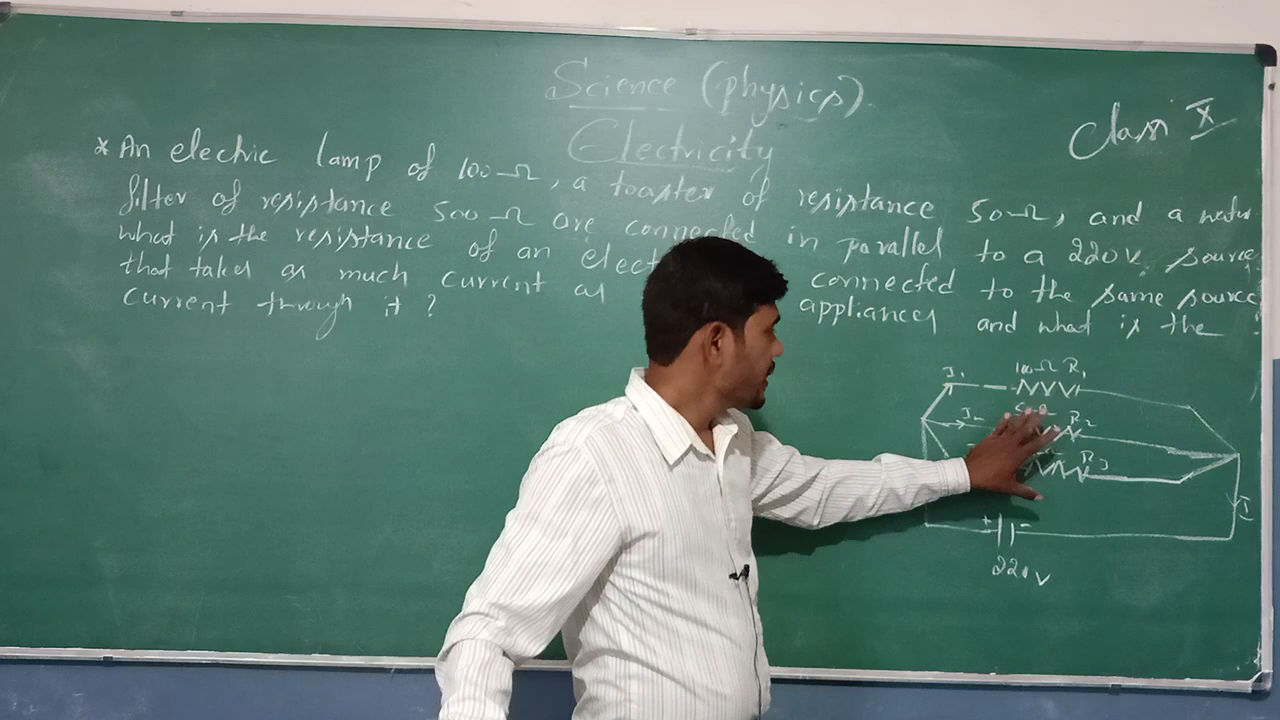 Science (physics).
Class X
Electricity
* An electric lamp of 100 Ω, a toaster of resistance 50 Ω, and a water
filter of resistance 500 Ω are connected in parallel to a 220 V source
what is the resistance of an elect connected to the same source
that takes as much current as appliances and what is the
current through it ?
I₁ 100 Ω R₁
I₂ R₂
R₃
I
+ -
220 V